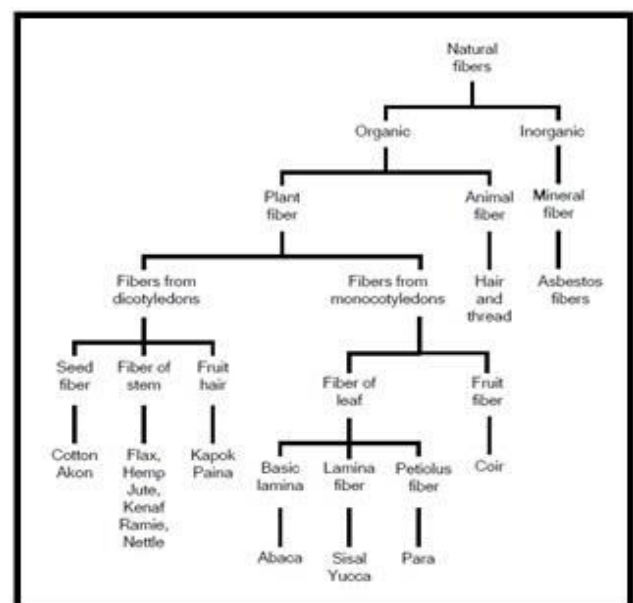 Natural
fibers
Organic
Inorganic
Plant
fiber
Animal
fiber
Mineral
fiber
Fibers from
dicotyledons
Fibers from
monocotyledons
Hair
and
thread
Asbestos
fibers
Seed
fiber
Fiber of
stem
Fruit
hair
Fiber of
leaf
Fruit
fiber
Cotton
Akon
Flax,
Hemp
Jute,
Kenaf
Ramie,
Nettle
Kapok
Paina
Basic
lamina
Lamina
fiber
Petiolus
fiber
Coir
Abaca
Sisal
Yucca
Para